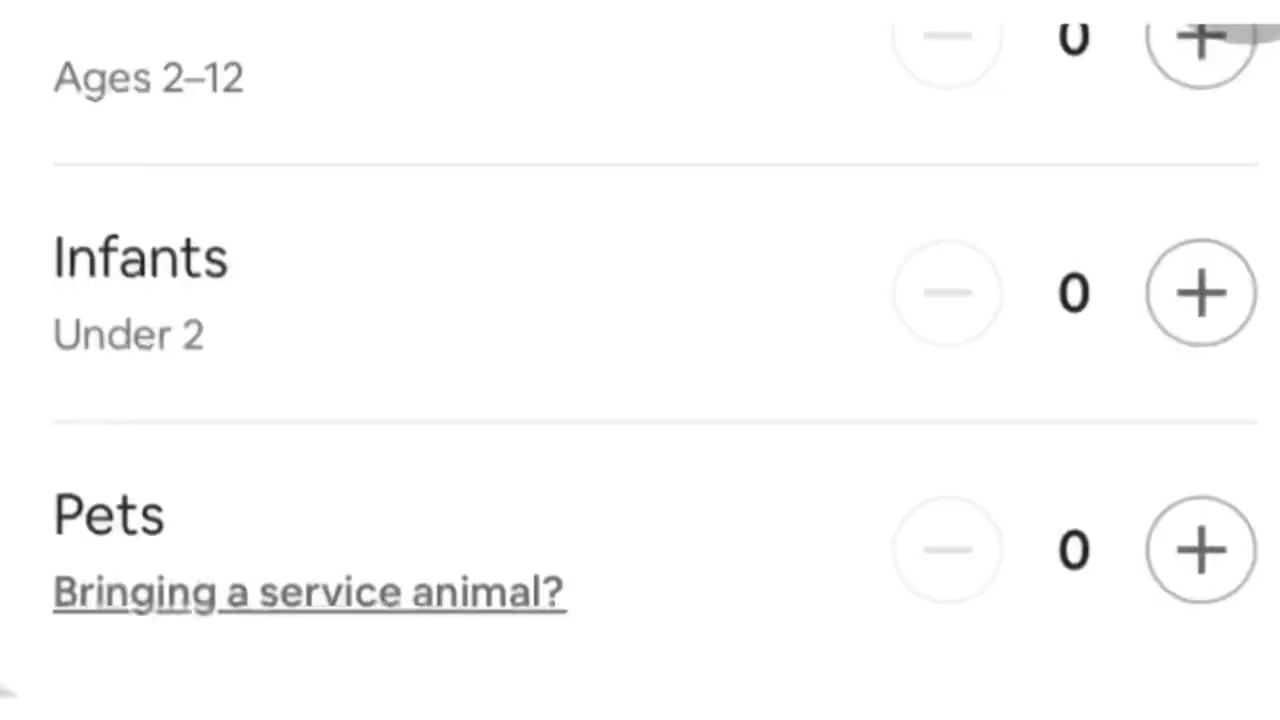 0
Ages 2–12
Infants
0
Under 2
Pets
0
Bringing a service animal?